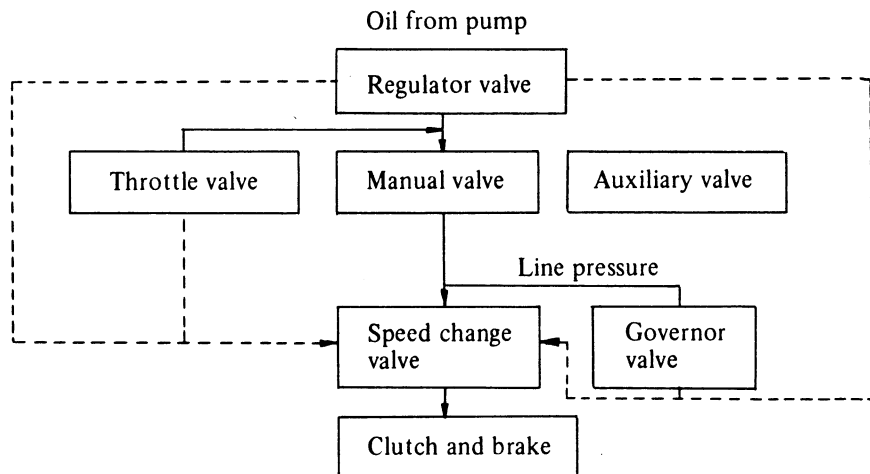 Oil from pump
Regulator valve
Throttle valve
Manual valve
Auxiliary valve
Line pressure
Speed change
valve
Governor
valve
Clutch and brake